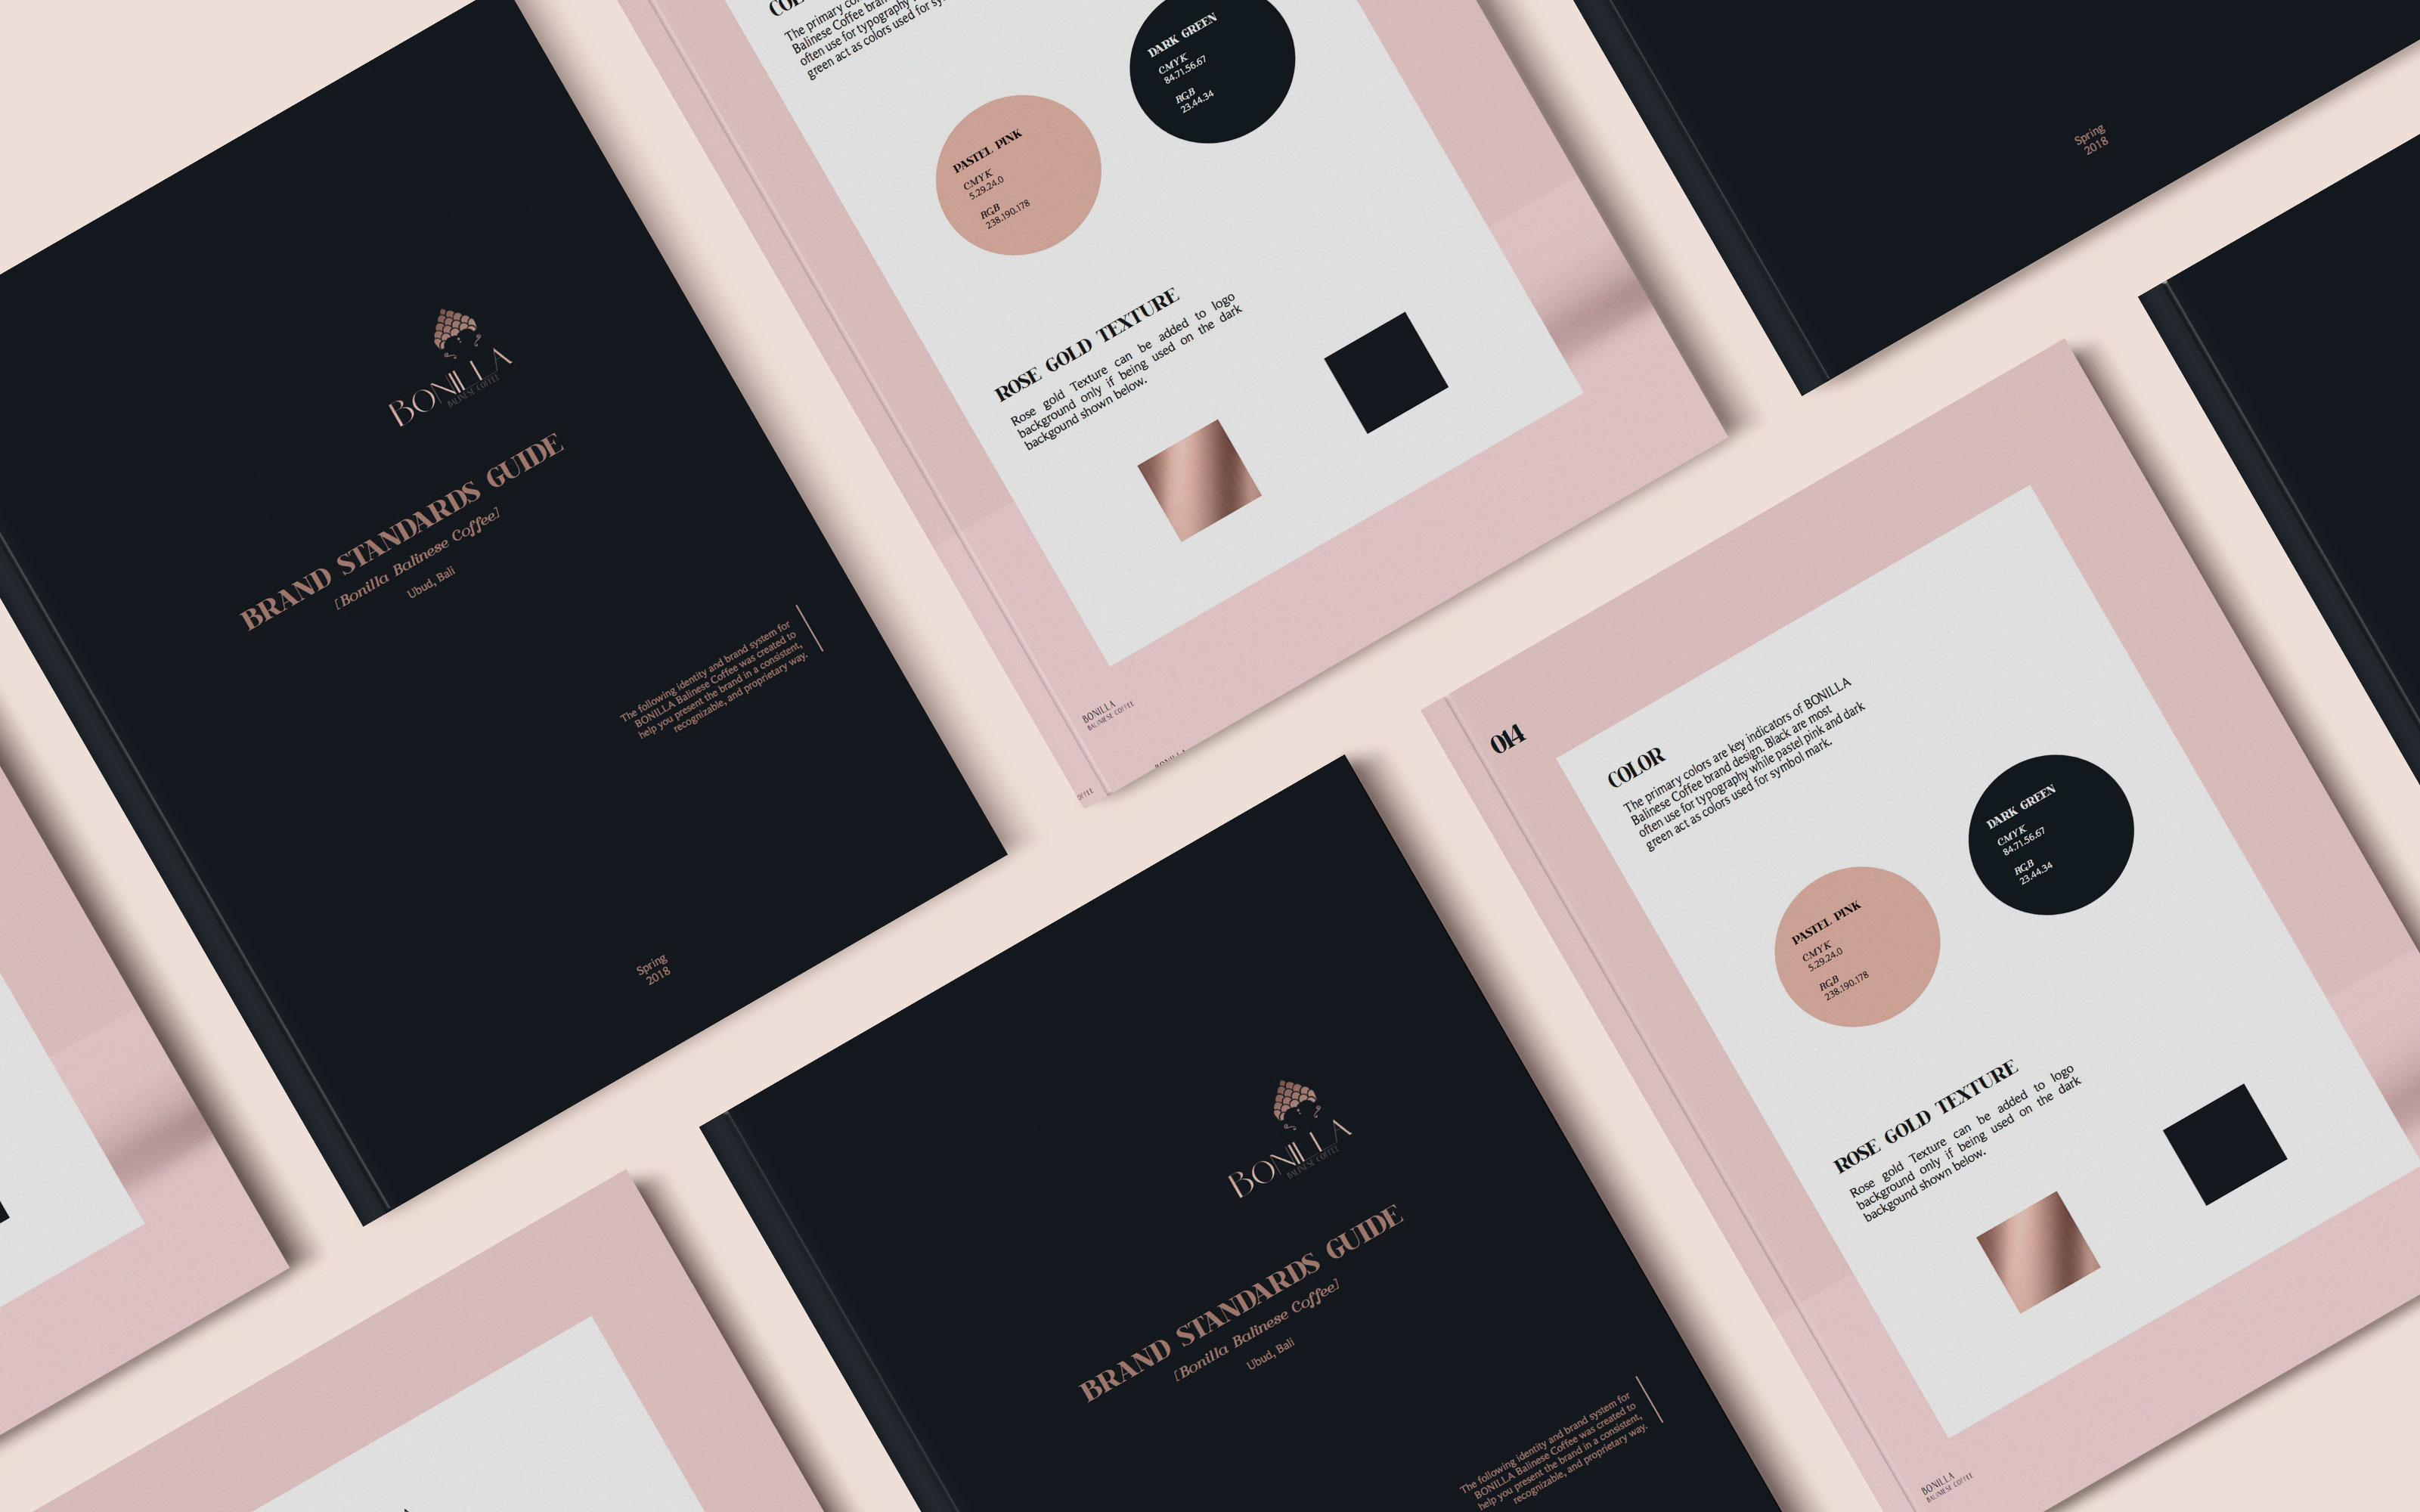 BONILLA
BALINESE COFFEE
BRAND STANDARDS GUIDE
[Bonilla Balinese Coffee]
Ubud, Bali
The following identity and brand system for
BONILLA Balinese Coffee was created to
help you present the brand in a consistent,
recognizable, and proprietary way.
Spring
2018
The primary
Balinese Coffee
often use for typography
green act as colors used for
DARK GREEN
CMYK
84.71.56.67
RGB
23.44.34
PASTEL PINK
CMYK
5.29.24.0
RGB
238.190.178
ROSE GOLD TEXTURE
Rose gold Texture can be added to logo
background only if being used on the dark
backgound shown below.
BONILLA
BALINESE COFFEE
Spring
2018
014
COLOR
The primary colors are key indicators of BONILLA
Balinese Coffee brand design. Black are most
often use for typography while pastel pink and dark
green act as colors used for symbol mark.
DARK GREEN
CMYK
84.71.56.67
RGB
23.44.34
PASTEL PINK
CMYK
5.29.24.0
RGB
238.190.178
ROSE GOLD TEXTURE
Rose gold Texture can be added to logo
background only if being used on the dark
backgound shown below.
BONILLA
BALINESE COFFEE
BONILLA
BALINESE COFFEE
BRAND STANDARDS GUIDE
[Bonilla Balinese Coffee]
Ubud, Bali
The following identity and brand system for
BONILLA Balinese Coffee was created to
help you present the brand in a consistent,
recognizable, and proprietary way.